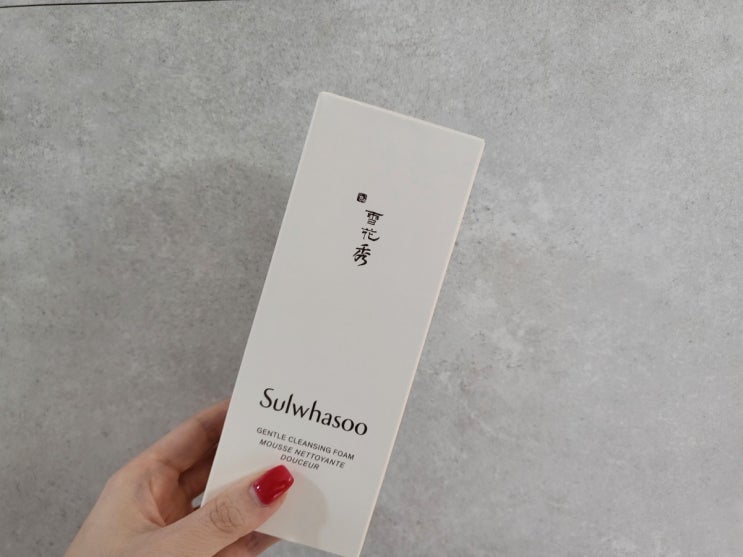 雪花秀
Sulwhasoo
GENTLE CLEANSING FOAM
MOUSSE NETTOYANTE
DOUCEUR